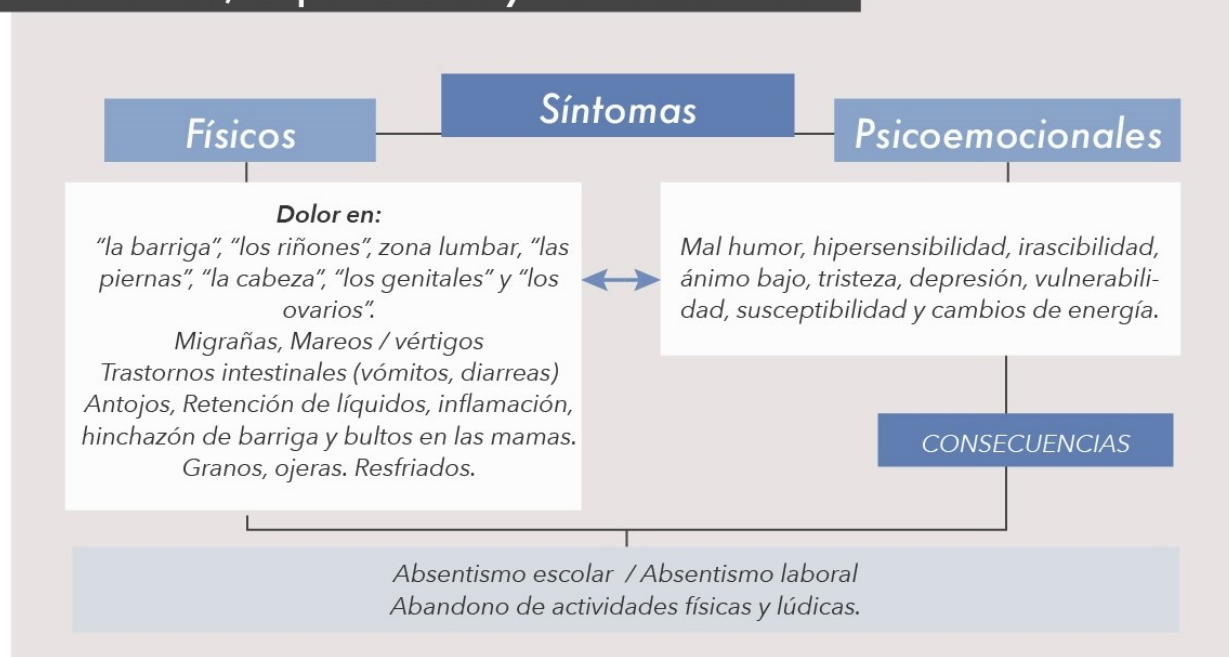 Síntomas
Físicos
Psicoemocionales
Dolor en:
“la barriga”, “los riñones”, zona lumbar, “las
piernas”, “la cabeza”, “los genitales” y “los
ovarios”.
Migrañas, Mareos / vértigos
Trastornos intestinales (vómitos, diarreas)
Antojos, Retención de líquidos, inflamación,
hinchazón de barriga y bultos en las mamas.
Granos, ojeras. Resfriados.
Mal humor, hipersensibilidad, irascibilidad,
ánimo bajo, tristeza, depresión, vulnerabili-
dad, susceptibilidad y cambios de energía.
CONSECUENCIAS
Absentismo escolar / Absentismo laboral
Abandono de actividades físicas y lúdicas.